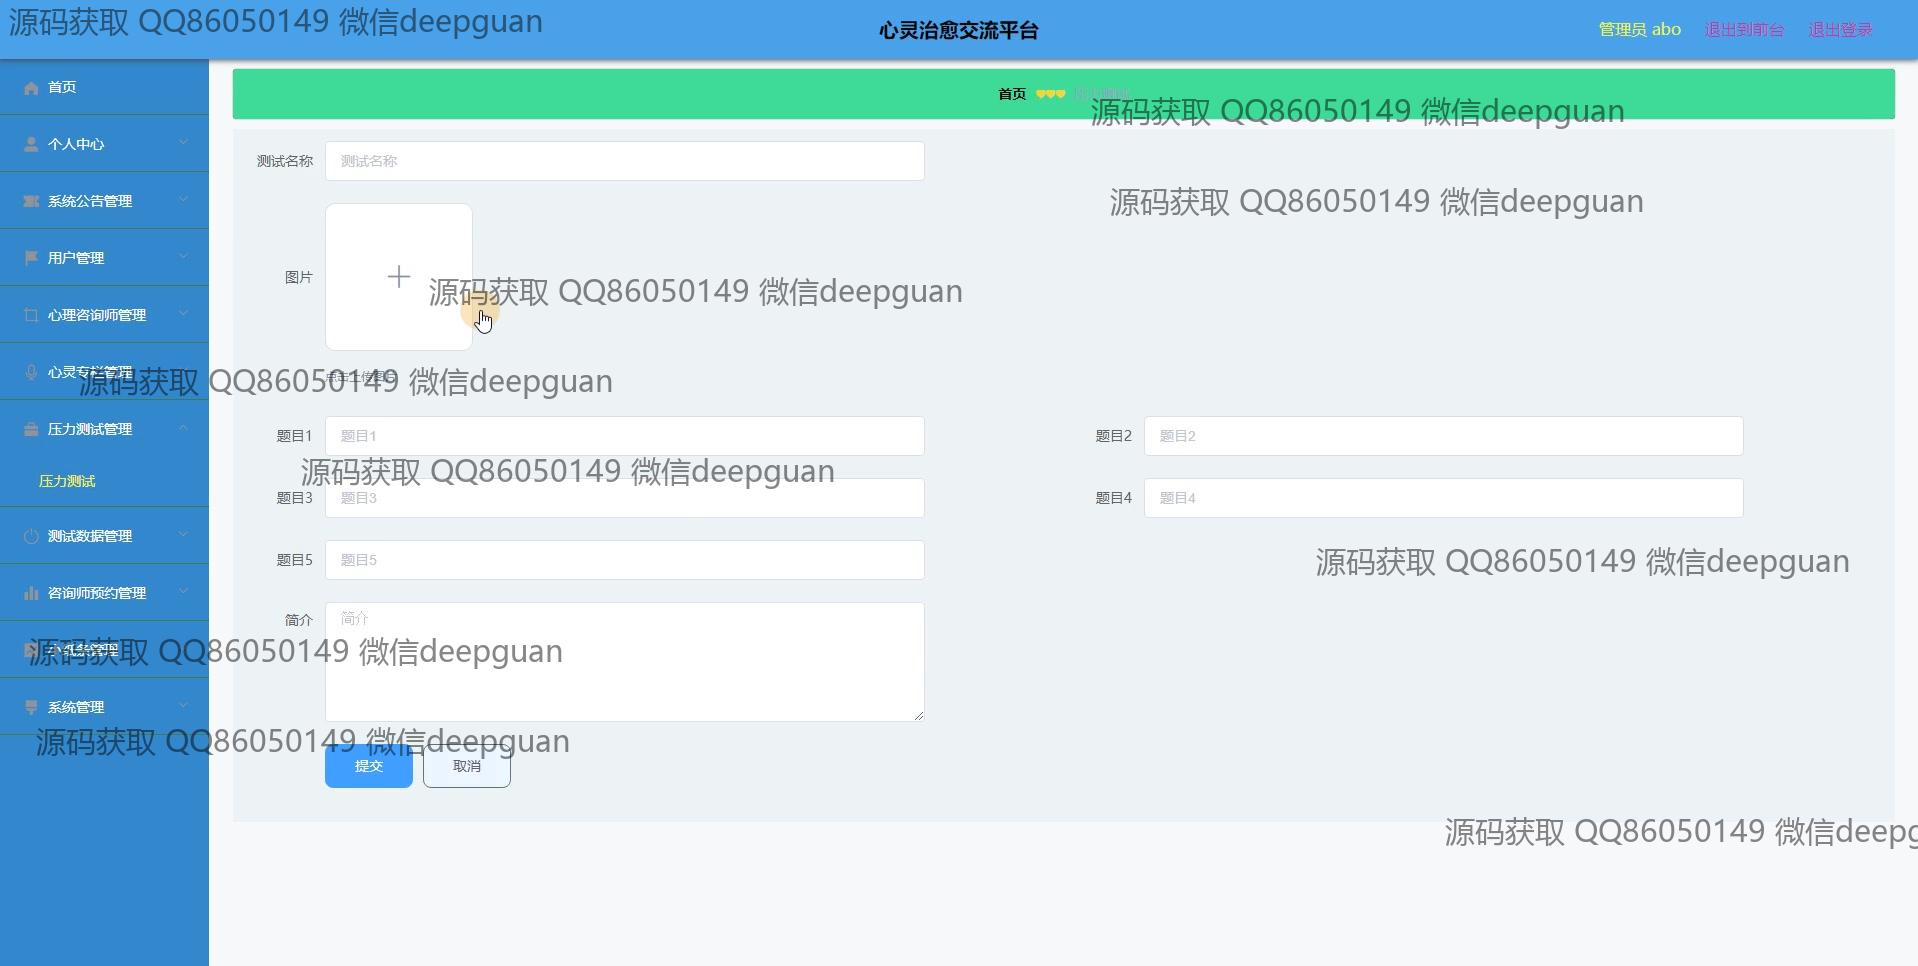 源码获取 QQ86050149 微信deepguan
心灵治愈交流平台
管理员 abo
退出到前台
退出登录
首页
个人中心
系统公告管理
用户管理
心理咨询师管理
心灵专栏管理
压力测试管理
压力测试
测试数据管理
咨询师预约管理
系统管理
首页
压力测试
源码获取 QQ86050149 微信deepguan
测试名称 测试名称
源码获取 QQ86050149 微信deepguan
图片
源码获取 QQ86050149 微信deepguan
点击上传图片
源码获取 QQ86050149 微信deepguan
题目1 题目1
题目2 题目2
源码获取 QQ86050149 微信deepguan
题目3 题目3
题目4 题目4
题目5 题目5
源码获取 QQ86050149 微信deepguan
简介 简介
源码获取 QQ86050149 微信deepguan
源码获取 QQ86050149 微信deepguan
提交 取消
源码获取 QQ86050149 微信deepg